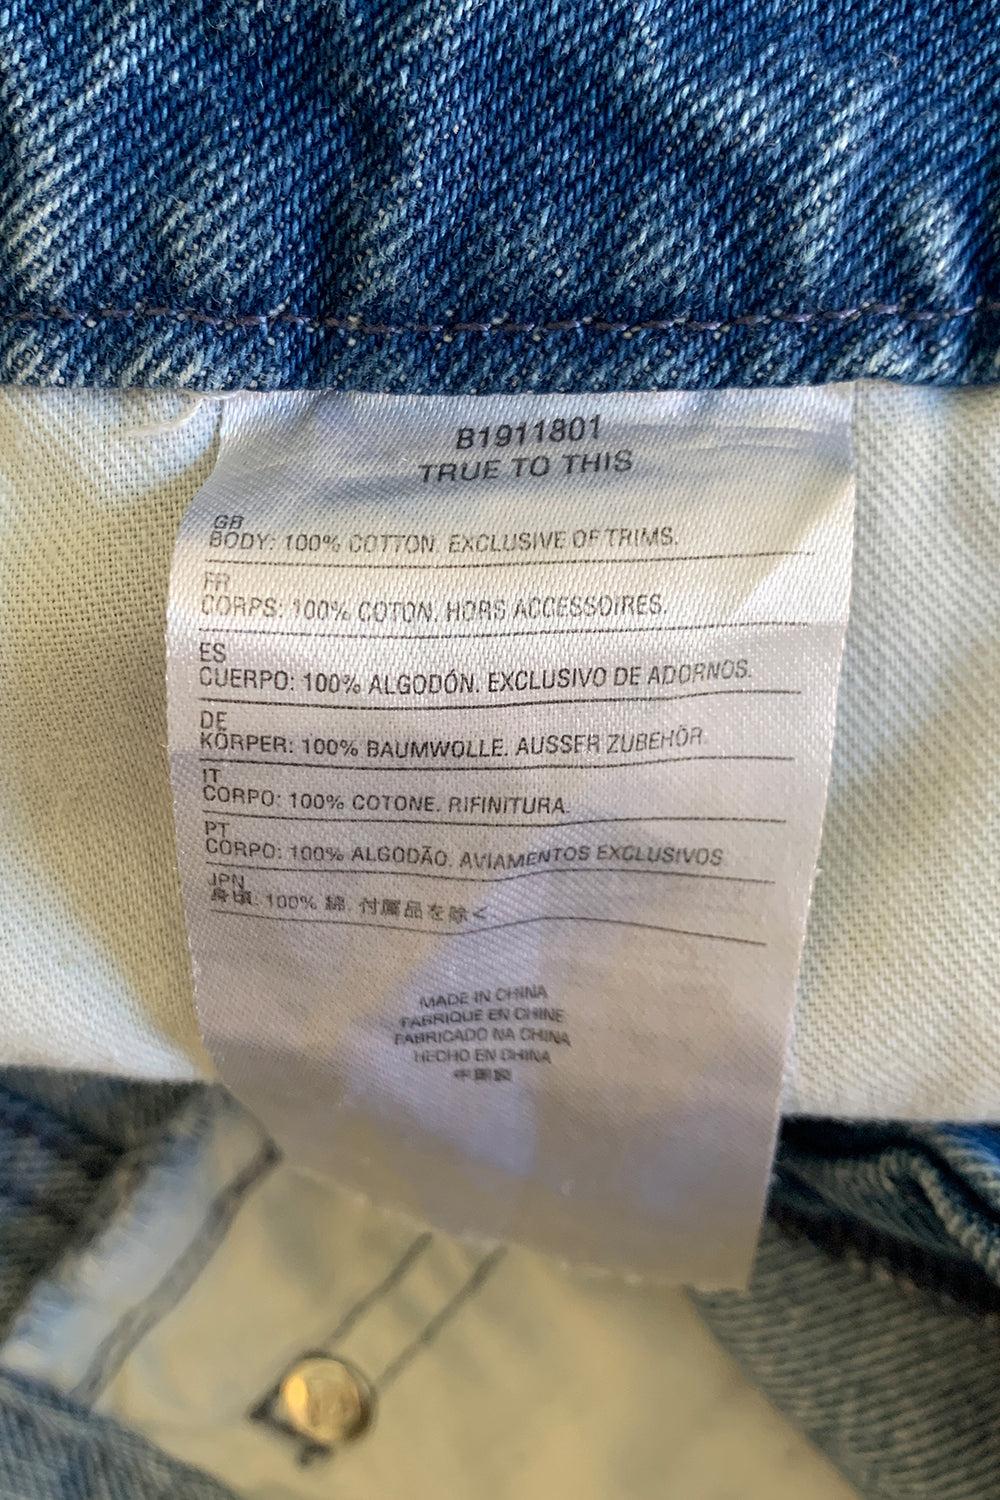 B1911801
TRUE TO THIS
GB
BODY: 100% COTTON. EXCLUSIVE OF TRIMS.
FR
CORPS: 100% COTON. HORS ACCESSOIRES.
ES
CUERPO: 100% ALGODÓN. EXCLUSIVO DE ADORNOS.
DE
KÖRPER: 100% BAUMWOLLE. AUSSER ZUBEHÖR.
IT
CORPO: 100% COTONE. RIFINITURA.
PT
CORPO: 100% ALGODÃO. AVIAMENTOS EXCLUSIVOS
JPN
身頃: 100% 綿. 付属品を除く
MADE IN CHINA
FABRIQUE EN CHINE
FABRICADO NA CHINA
HECHO EN CHINA
中国製